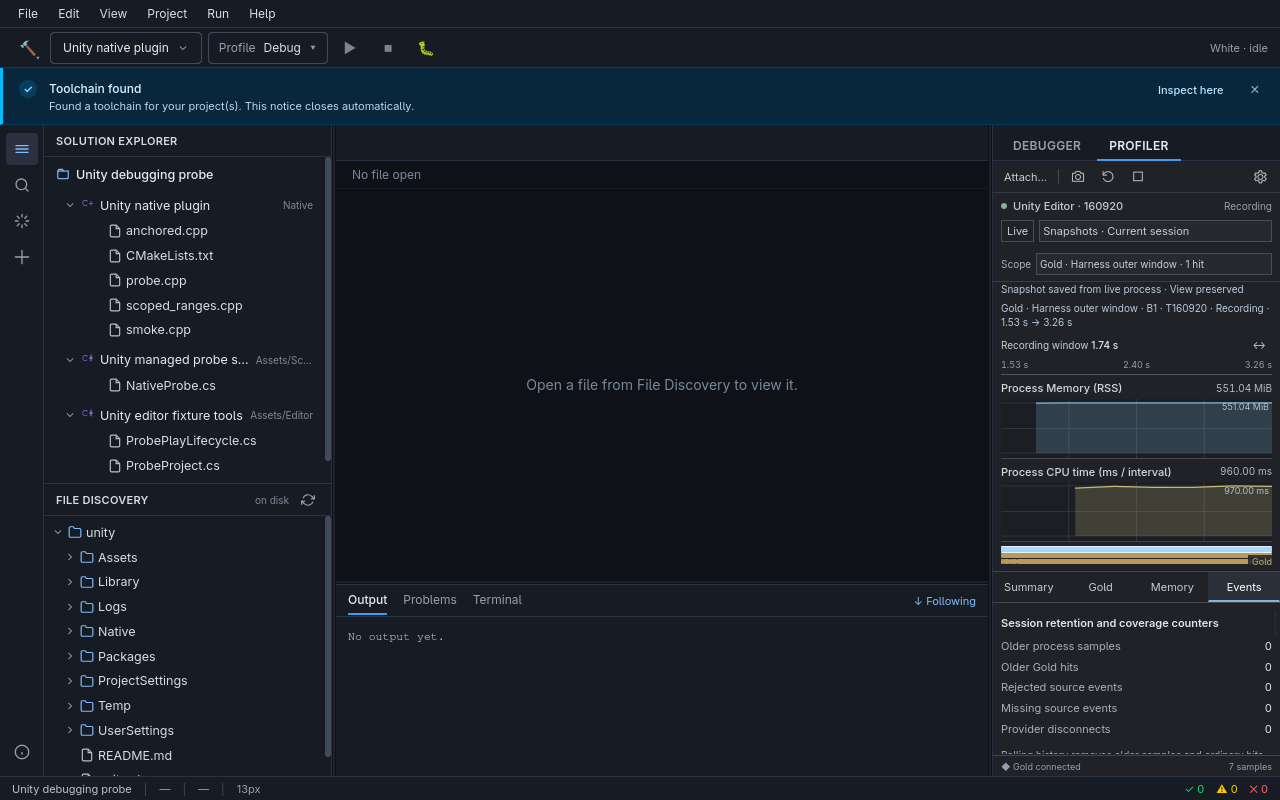 File Edit View Project Run Help
Unity native plugin Profile Debug White · idle
Toolchain found
Found a toolchain for your project(s). This notice closes automatically.
Inspect here
SOLUTION EXPLORER
Unity debugging probe
Unity native plugin Native
anchored.cpp
CMakeLists.txt
probe.cpp
scoped_ranges.cpp
smoke.cpp
Unity managed probe s... Assets/Sc...
NativeProbe.cs
Unity editor fixture tools Assets/Editor
ProbePlayLifecycle.cs
ProbeProject.cs
FILE DISCOVERY on disk
unity
Assets
Library
Logs
Native
Packages
ProjectSettings
Temp
UserSettings
README.md
No file open
Open a file from File Discovery to view it.
Output Problems Terminal ↓ Following
No output yet.
DEBUGGER PROFILER
Attach...
Unity Editor · 160920 Recording
Live Snapshots · Current session
Scope Gold · Harness outer window · 1 hit
Snapshot saved from live process · View preserved
Gold · Harness outer window · B1 · T160920 · Recording ·
1.53 s → 3.26 s
Recording window 1.74 s ↔
1.53 s 2.40 s 3.26 s
Process Memory (RSS) 551.04 MiB
551.04 MiB
Process CPU time (ms / interval) 960.00 ms
970.00 ms
Gold
Summary Gold Memory Events
Session retention and coverage counters
Older process samples 0
Older Gold hits 0
Rejected source events 0
Missing source events 0
Provider disconnects 0
Gold connected 7 samples
Unity debugging probe — — 13px 0 0 0